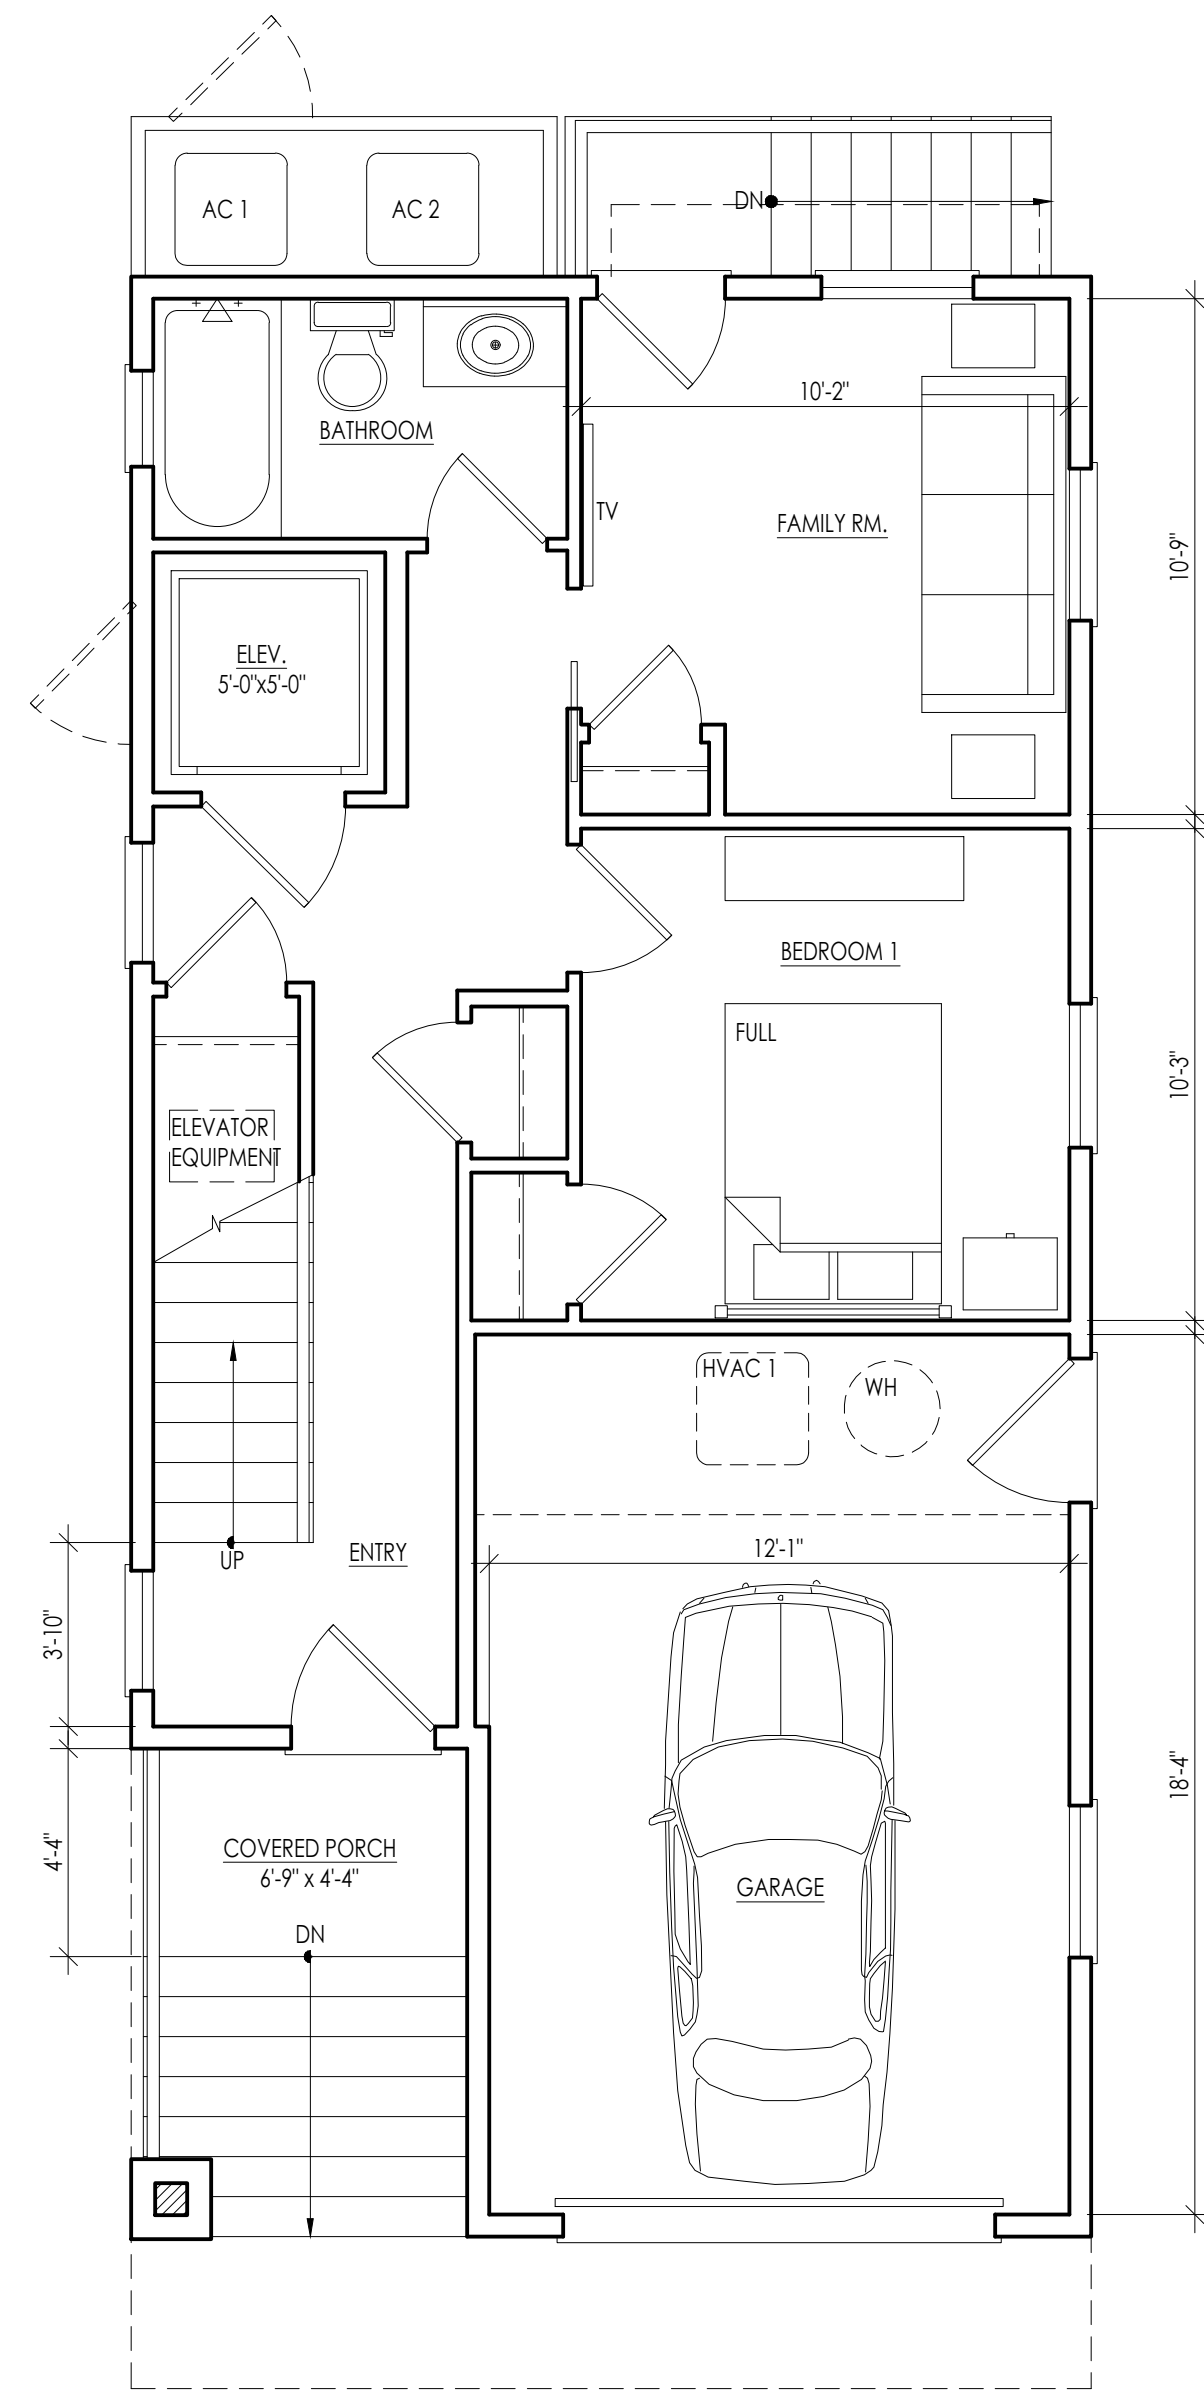 AC 1
AC 2
DN
10'-2"
BATHROOM
TV
FAMILY RM.
10'-9"
ELEV.
5'-0"x5'-0"
BEDROOM 1
FULL
10'-3"
ELEVATOR
EQUIPMENT
HVAC 1
WH
UP
ENTRY
12'-1"
3'-10"
18'-4"
4'-4"
COVERED PORCH
6'-9" x 4'-4"
GARAGE
DN